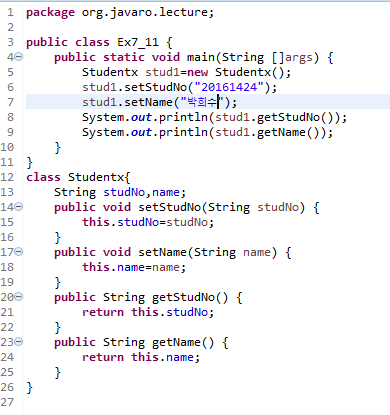 1 package org.javaro.lecture;
2
3 public class Ex7_11 {
4 public static void main(String []args) {
5 Studentx stud1=new Studentx();
6 stud1.setStudNo("20161424");
7 stud1.setName("박희수");
8 System.out.println(stud1.getStudNo());
9 System.out.println(stud1.getName());
10 }
11 }
12 class Studentx{
13 String studNo,name;
14 public void setStudNo(String studNo) {
15 this.studNo=studNo;
16 }
17 public void setName(String name) {
18 this.name=name;
19 }
20 public String getStudNo() {
21 return this.studNo;
22 }
23 public String getName() {
24 return this.name;
25 }
26 }
27